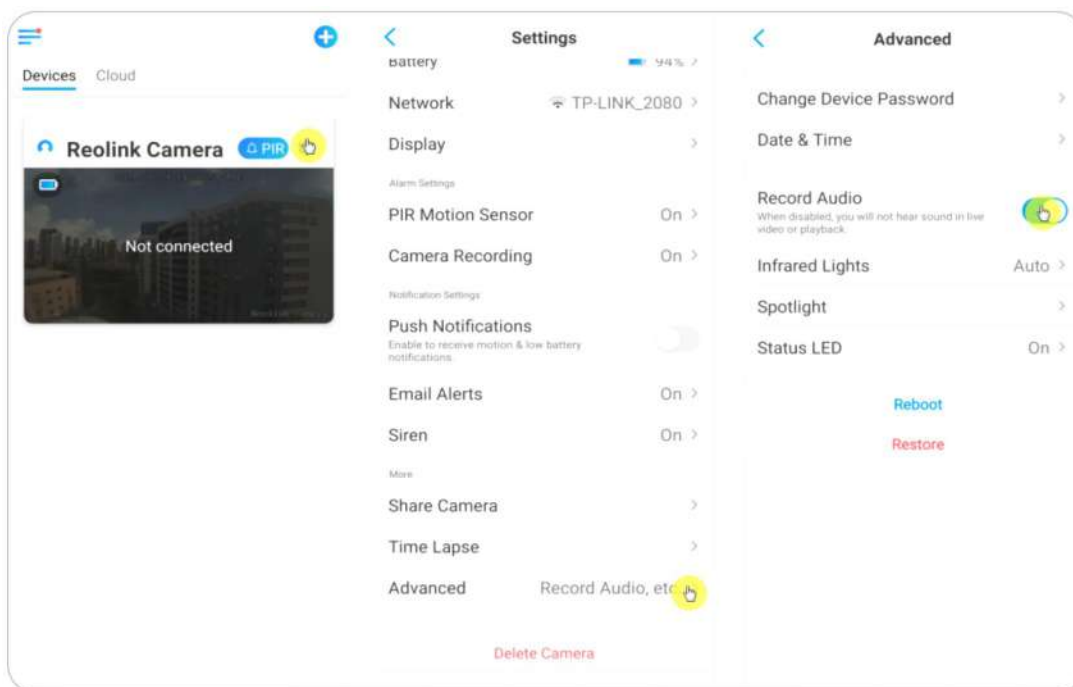 Devices Cloud
Reolink Camera PIR
Not connected
Settings
Battery 94%
Network TP-LINK_2080
Display
Alarm Settings
PIR Motion Sensor On
Camera Recording On
Notification Settings
Push Notifications
Enable to receive motion & low battery
notifications.
Email Alerts On
Siren On
More
Share Camera
Time Lapse
Advanced Record Audio, etc
Delete Camera
Advanced
Change Device Password
Date & Time
Record Audio
When disabled, you will not hear sound in live
video or playback.
Infrared Lights Auto
Spotlight
Status LED On
Reboot
Restore